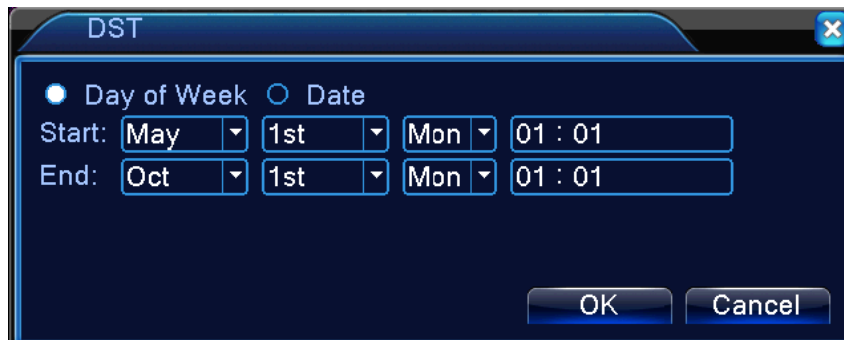 DST
Day of Week Date
Start: May 1st Mon 01 : 01
End: Oct 1st Mon 01 : 01
OK Cancel